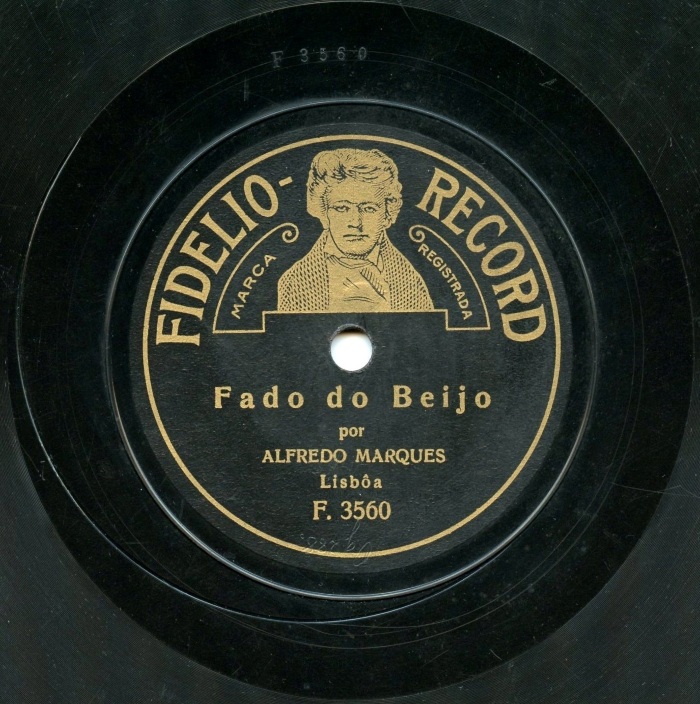 F 3560
FIDELIO-RECORD
MARCA REGISTRADA
Fado do Beijo
por
ALFREDO MARQUES
Lisbôa
F. 3560